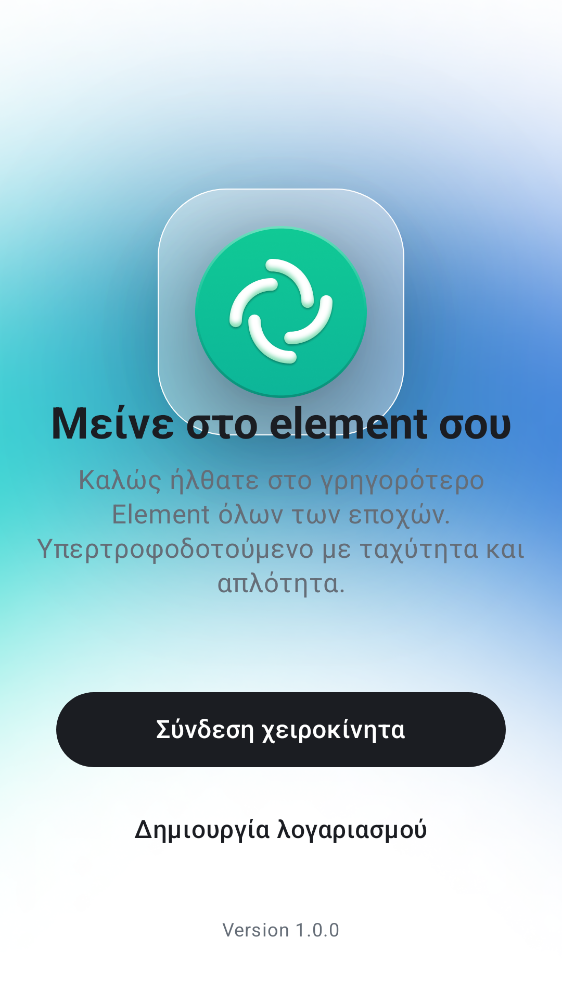 Μείνε στο element σου
Καλώς ήλθατε στο γρηγορότερο
Element όλων των εποχών.
Υπερτροφοδοτούμενο με ταχύτητα και
απλότητα.
Σύνδεση χειροκίνητα
Δημιουργία λογαριασμού
Version 1.0.0